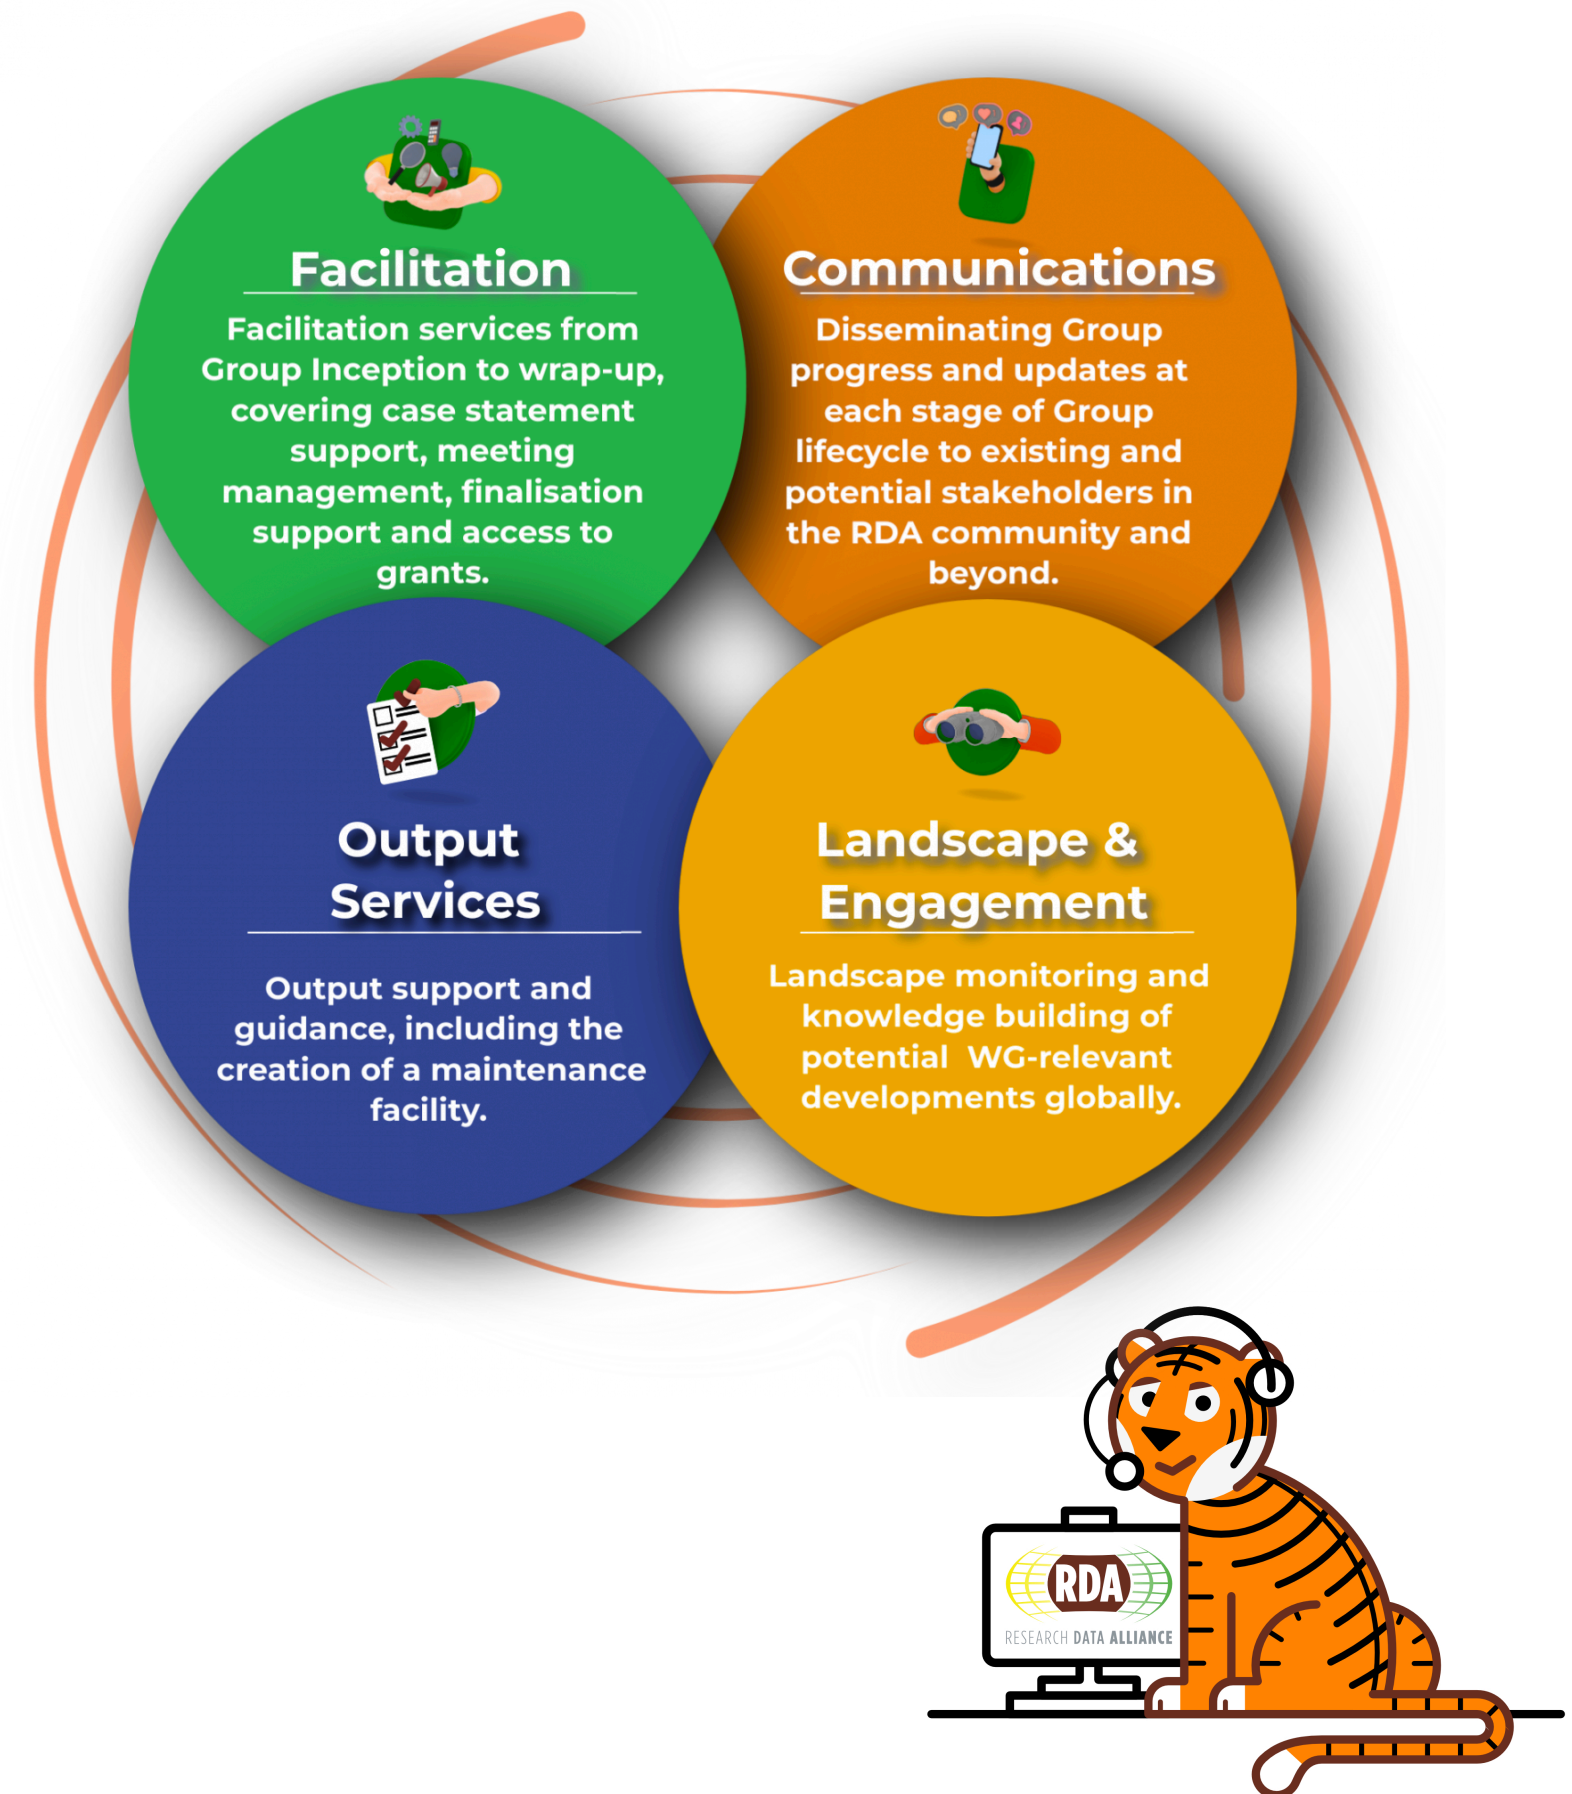 Facilitation
Facilitation services from
Group Inception to wrap-up,
covering case statement
support, meeting
management, finalisation
support and access to
grants.
Communications
Disseminating Group
progress and updates at
each stage of Group
lifecycle to existing and
potential stakeholders in
the RDA community and
beyond.
Output
Services
Output support and
guidance, including the
creation of a maintenance
facility.
Landscape &
Engagement
Landscape monitoring and
knowledge building of
potential  WG-relevant
developments globally.
RDA
RESEARCH DATA ALLIANCE